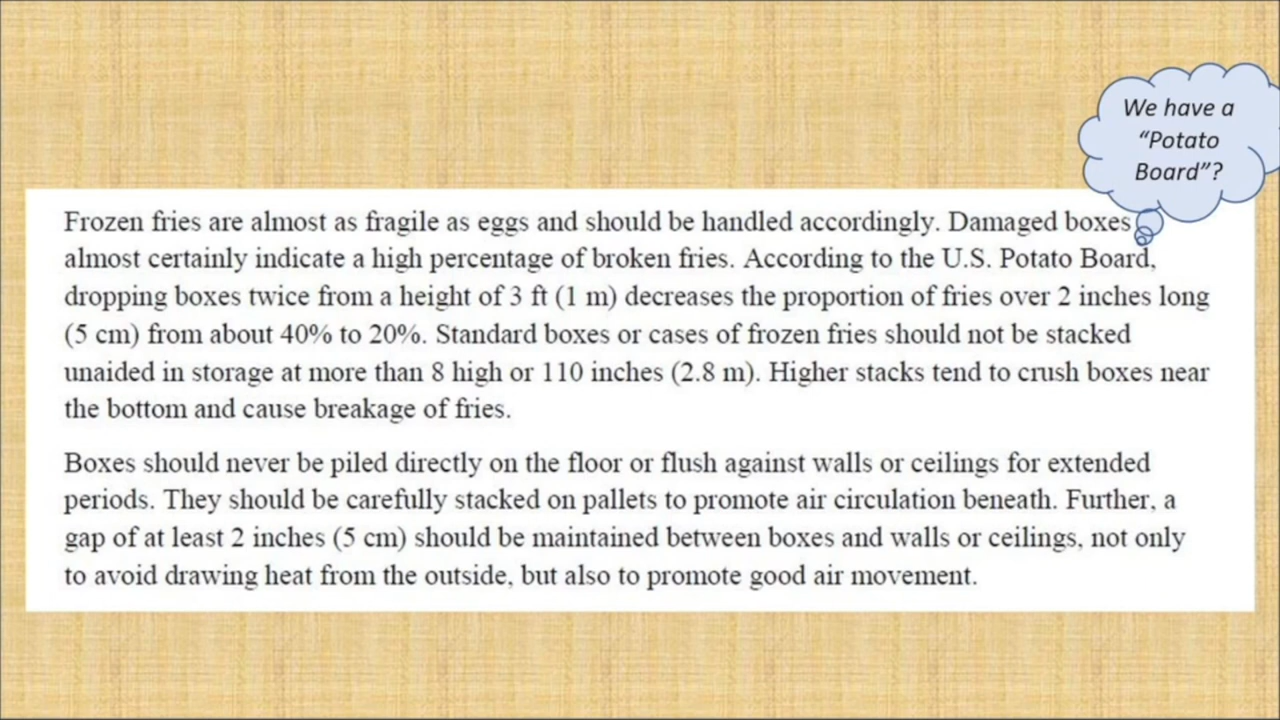 We have a
“Potato
Board”?
Frozen fries are almost as fragile as eggs and should be handled accordingly. Damaged boxes
almost certainly indicate a high percentage of broken fries. According to the U.S. Potato Board,
dropping boxes twice from a height of 3 ft (1 m) decreases the proportion of fries over 2 inches long
(5 cm) from about 40% to 20%. Standard boxes or cases of frozen fries should not be stacked
unaided in storage at more than 8 high or 110 inches (2.8 m). Higher stacks tend to crush boxes near
the bottom and cause breakage of fries.
Boxes should never be piled directly on the floor or flush against walls or ceilings for extended
periods. They should be carefully stacked on pallets to promote air circulation beneath. Further, a
gap of at least 2 inches (5 cm) should be maintained between boxes and walls or ceilings, not only
to avoid drawing heat from the outside, but also to promote good air movement.